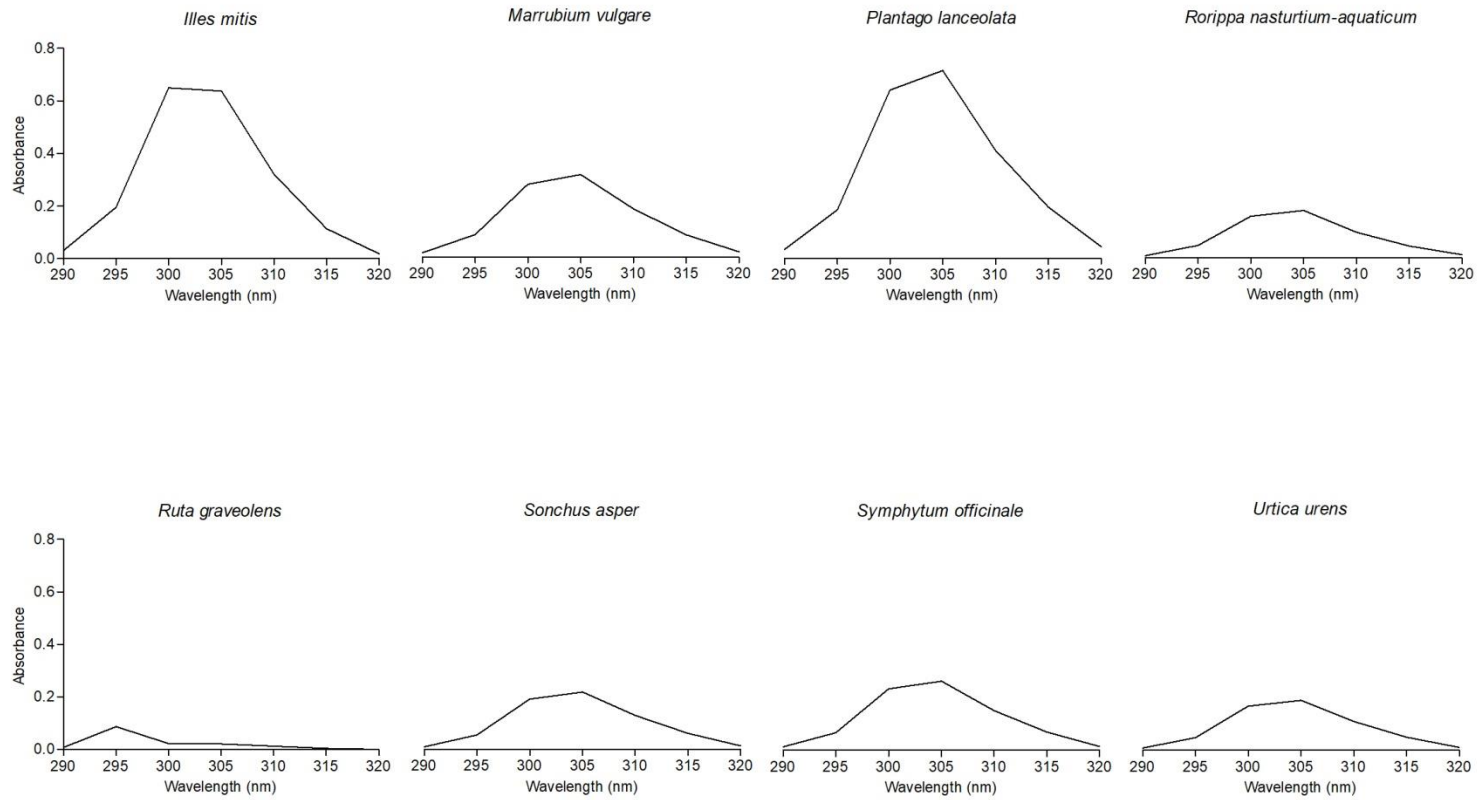 Illes mitis
Marrubium vulgare
Plantago lanceolata
Rorippa nasturtium-aquaticum
0.8
0.6
0.4
0.2
0.0
Absorbance
290 295 300 305 310 315 320
Wavelength (nm)
290 295 300 305 310 315 320
Wavelength (nm)
290 295 300 305 310 315 320
Wavelength (nm)
290 295 300 305 310 315 320
Wavelength (nm)
Ruta graveolens
Sonchus asper
Symphytum officinale
Urtica urens
0.8
0.6
0.4
0.2
0.0
Absorbance
290 295 300 305 310 315 320
Wavelength (nm)
290 295 300 305 310 315 320
Wavelength (nm)
290 295 300 305 310 315 320
Wavelength (nm)
290 295 300 305 310 315 320
Wavelength (nm)